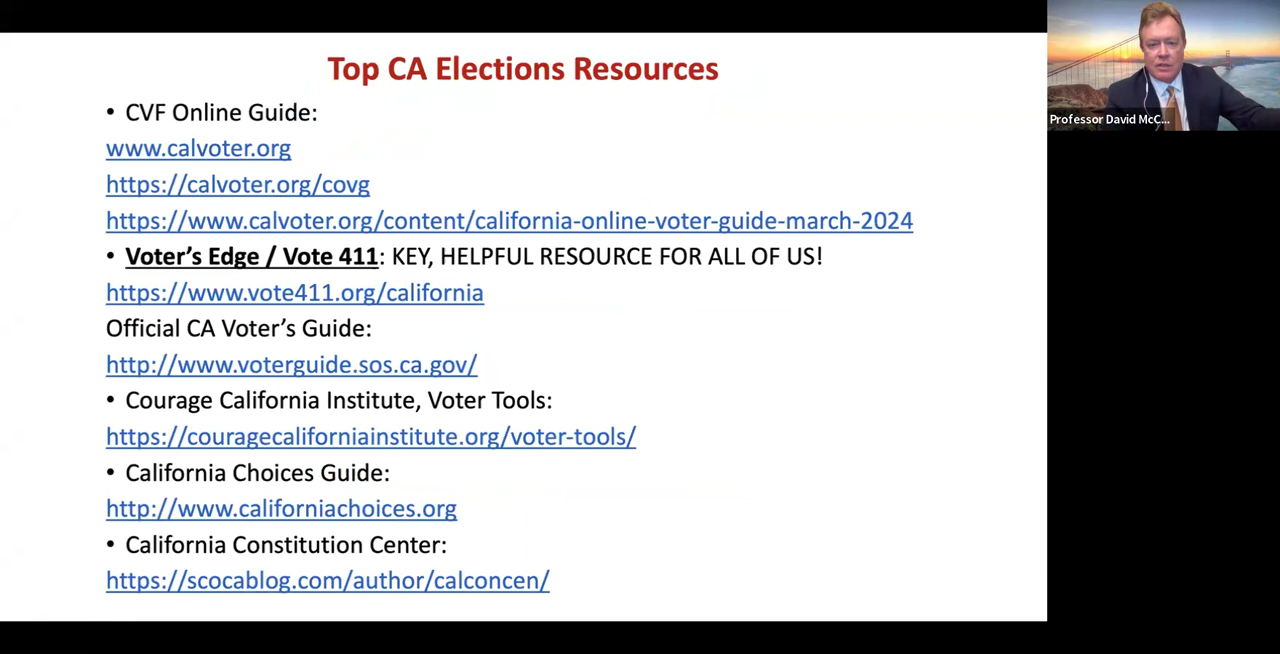 Top CA Elections Resources
• CVF Online Guide:
www.calvoter.org
https://calvoter.org/covg
https://www.calvoter.org/content/california-online-voter-guide-march-2024
• Voter's Edge / Vote 411: KEY, HELPFUL RESOURCE FOR ALL OF US!
https://www.vote411.org/california
Official CA Voter's Guide:
http://www.voterguide.sos.ca.gov/
• Courage California Institute, Voter Tools:
https://couragecaliforniainstitute.org/voter-tools/
• California Choices Guide:
http://www.californiachoices.org
• California Constitution Center:
https://scocablog.com/author/calconcen/
Professor David McC...